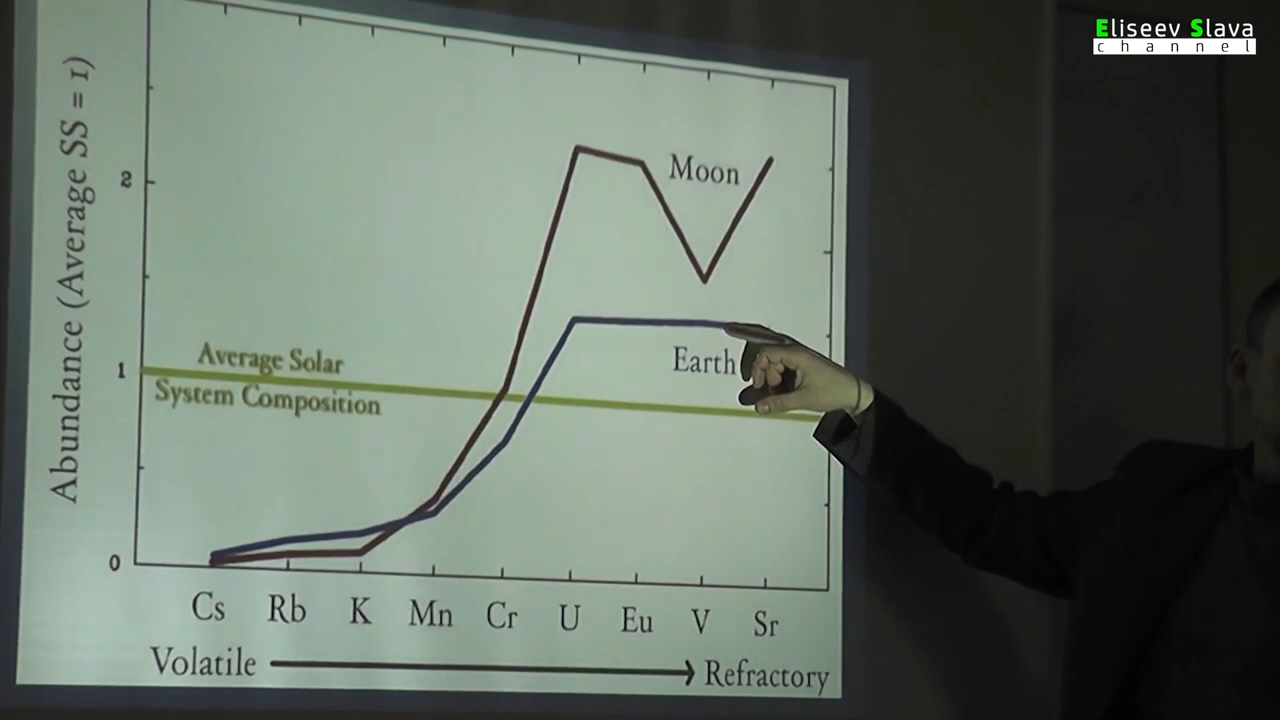 Eliseev Slava
channel
Abundance (Average SS = 1)
2
1
0
Moon
Earth
Average Solar
System Composition
Cs Rb K Mn Cr U Eu V Sr
Volatile Refractory